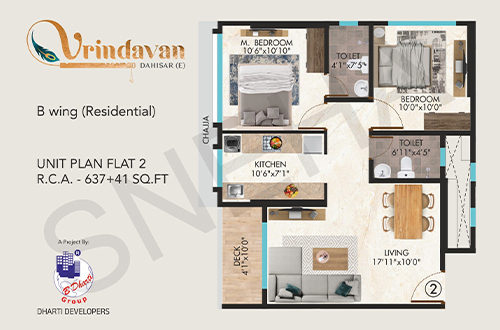 Vrindavan
DAHISAR (E)
B wing (Residential)
UNIT PLAN FLAT 2
R.C.A. - 637+41 SQ.FT
A Project By:
B Dharti
Group
DHARTI DEVELOPERS
M. BEDROOM
10'6"x10'10"
TOILET
4'1"x7'5"
BEDROOM
10'0"x10'0"
CHAJJA
TOILET
6'11"x4'5"
KITCHEN
10'6"x7'1"
DECK
4'1"x10'0"
LIVING
17'11"x10'0"
2